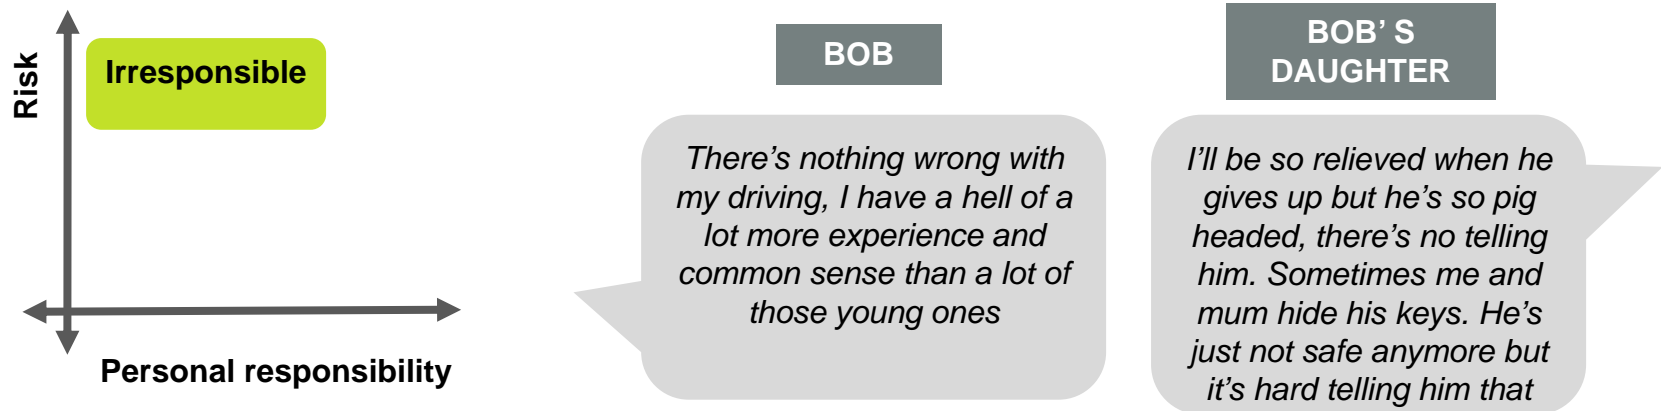 Risk
Irresponsible
Personal responsibility
BOB
There’s nothing wrong with
my driving, I have a hell of a
lot more experience and
common sense than a lot of
those young ones
BOB’ S
DAUGHTER
I’ll be so relieved when he
gives up but he’s so pig
headed, there’s no telling
him. Sometimes me and
mum hide his keys. He’s
just not safe anymore but
it’s hard telling him that